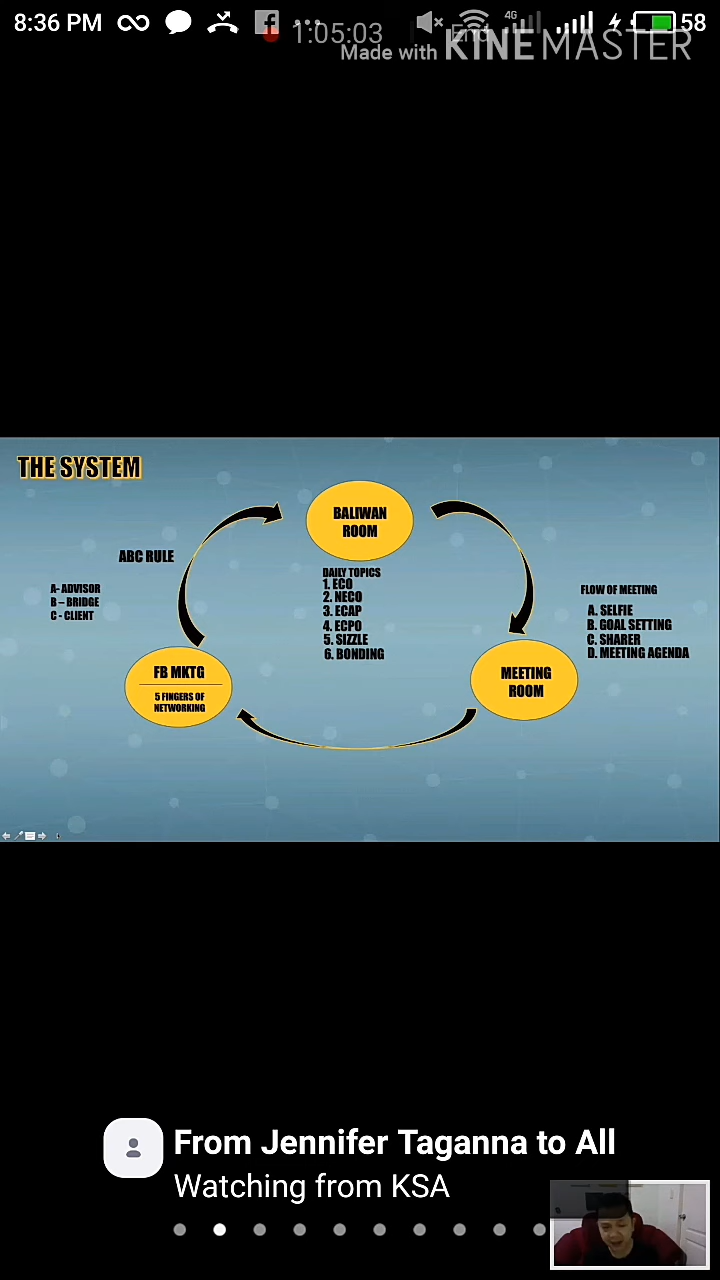 8:36 PM
4G
58
1:05:03
End
Made with KINEMASTER
THE SYSTEM
BALIWAN
ROOM
ABC RULE
A- ADVISOR
B – BRIDGE
C - CLIENT
DAILY TOPICS
1. ECO
2. NECO
3. ECAP
4. ECPO
5. SIZZLE
6. BONDING
FLOW OF MEETING
A. SELFIE
B. GOAL SETTING
C. SHARER
D. MEETING AGENDA
FB MKTG
5 FINGERS OF
NETWORKING
MEETING
ROOM
From Jennifer Taganna to All
Watching from KSA